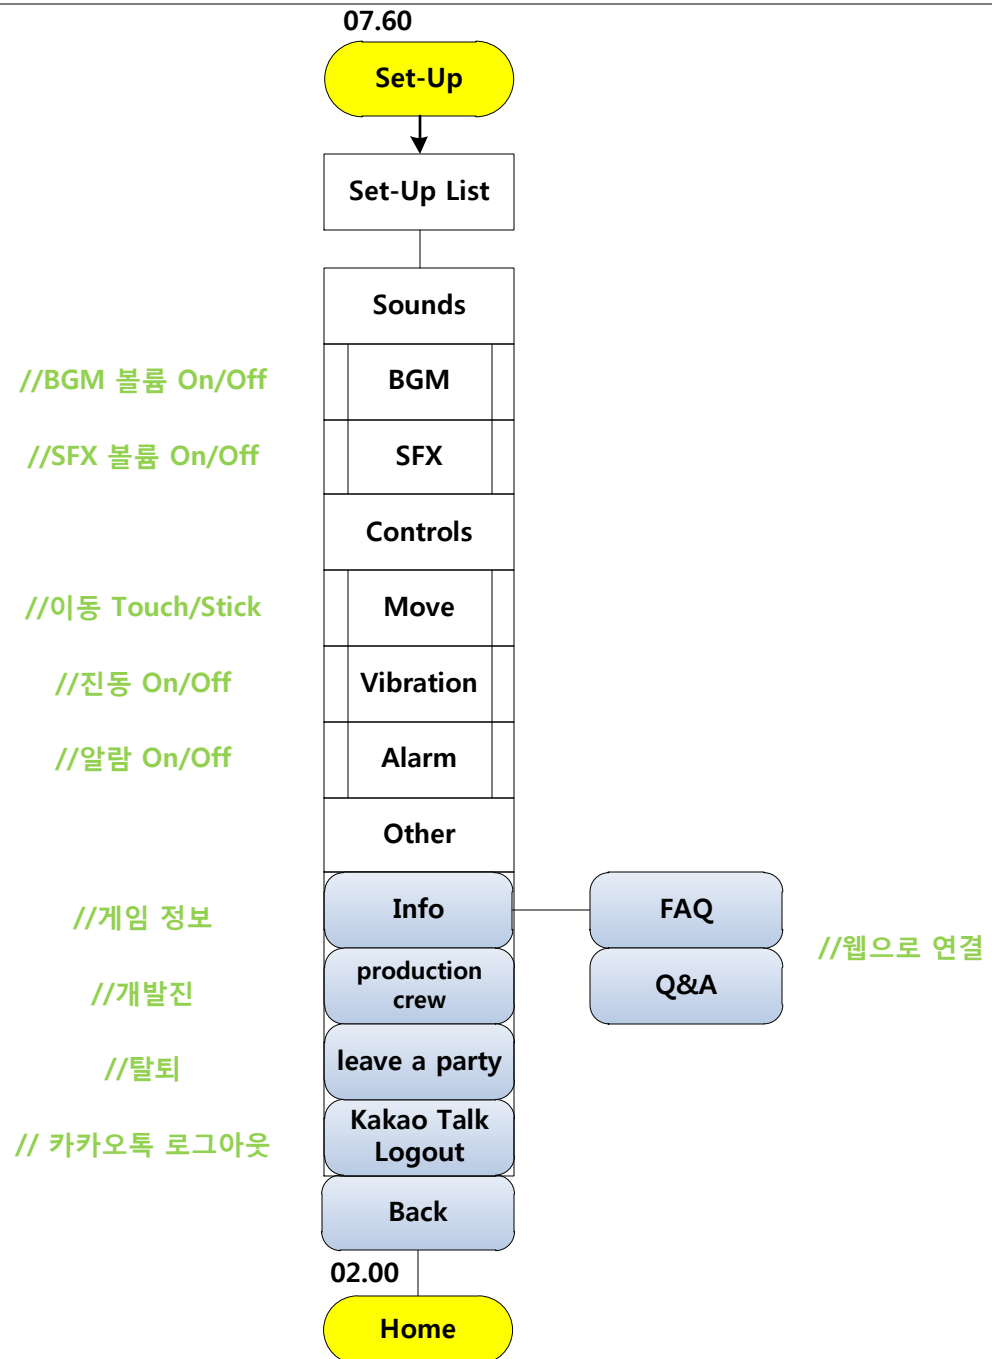 07.60
Set-Up
Set-Up List
Sounds
//BGM 볼륨 On/Off
BGM
//SFX 볼륨 On/Off
SFX
Controls
//이동 Touch/Stick
Move
//진동 On/Off
Vibration
//알람 On/Off
Alarm
Other
//게임 정보
Info
FAQ
//웹으로 연결
//개발진
production
crew
Q&A
//탈퇴
leave a party
// 카카오톡 로그아웃
Kakao Talk
Logout
Back
02.00
Home